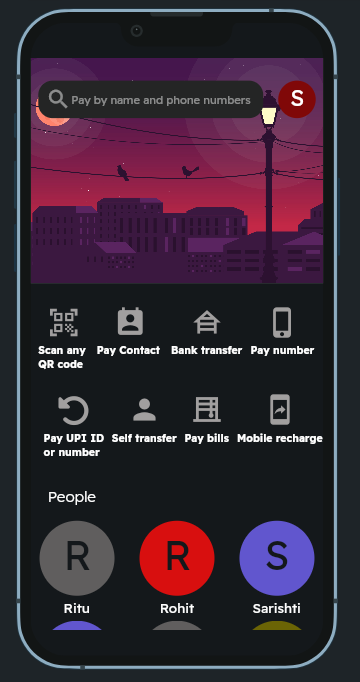 Pay by name and phone numbers
S
Scan any Pay Contact Bank transfer Pay number
QR code
Pay UPI ID Self transfer Pay bills Mobile recharge
or number
People
R R S
Ritu Rohit Sarishti